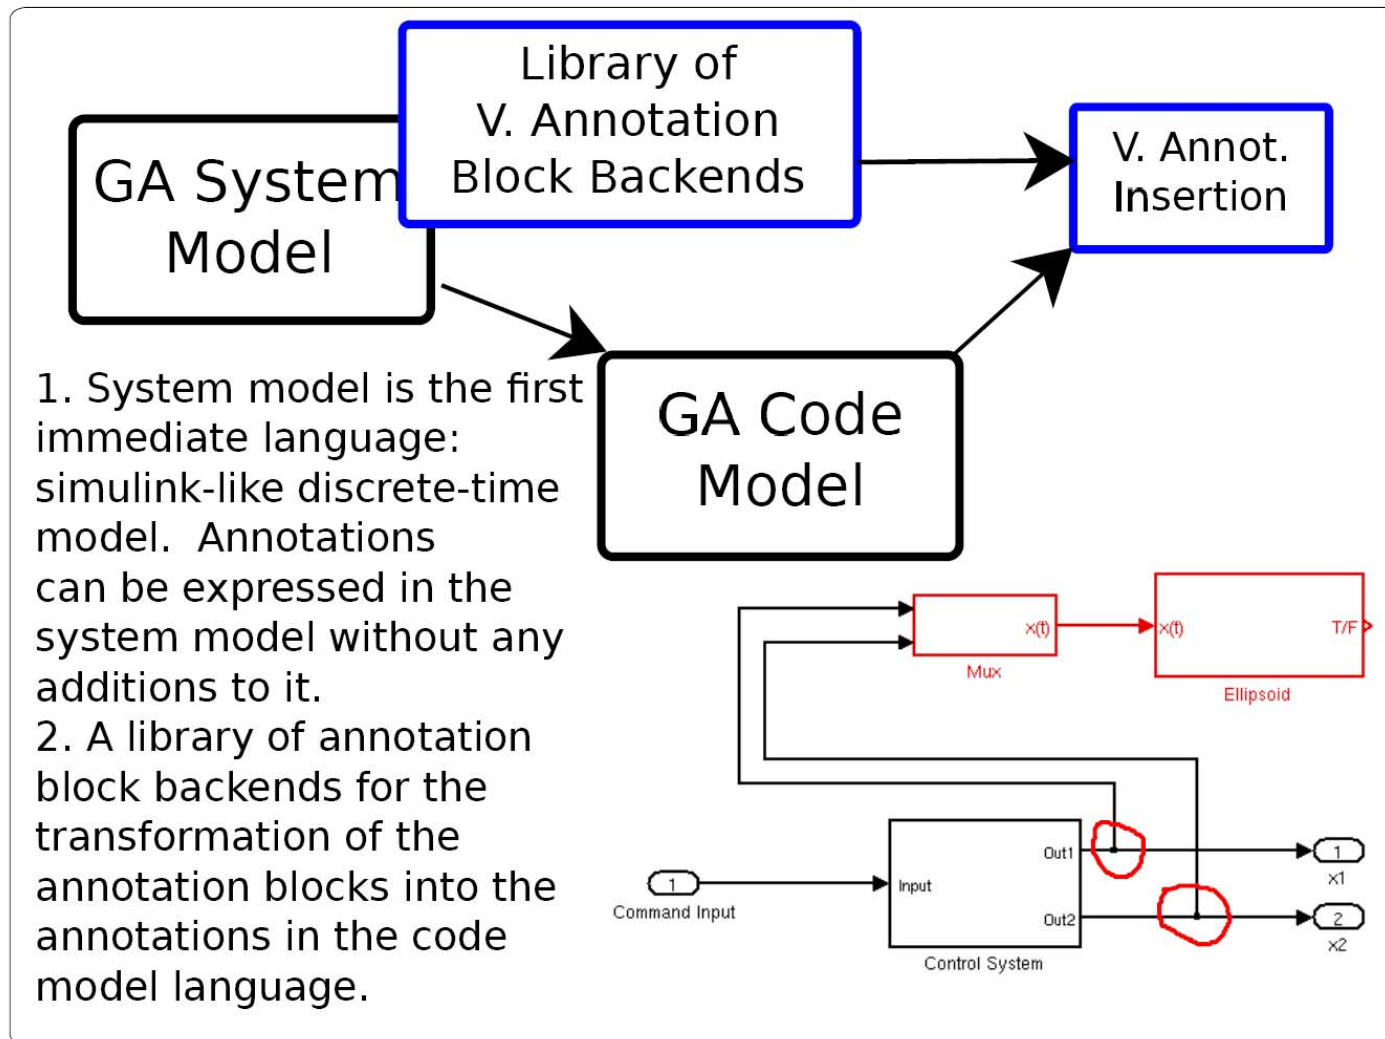 Library of
V. Annotation
Block Backends
GA System
Model
V. Annot.
Insertion
GA Code
Model
1. System model is the first
immediate language:
simulink-like discrete-time
model.  Annotations
can be expressed in the
system model without any
additions to it.
2. A library of annotation
block backends for the
transformation of the
annotation blocks into the
annotations in the code
model language.
x(t)
Mux
x(t)
T/F
Ellipsoid
1
Command Input
Input
Out1
Out2
Control System
1
x1
2
x2